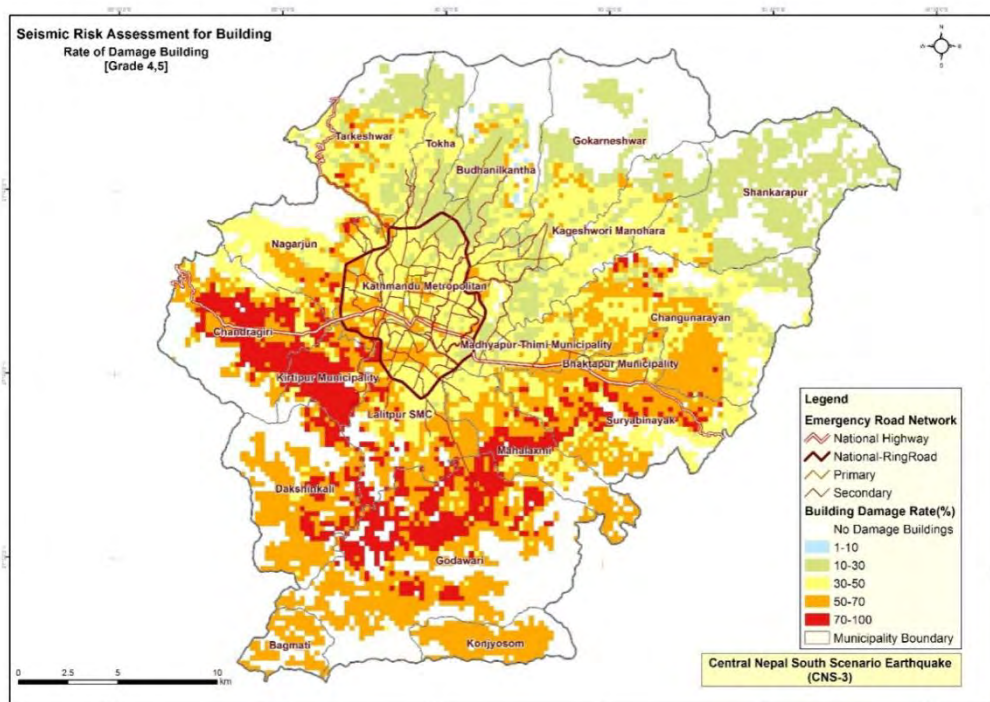 Seismic Risk Assessment for Building
Rate of Damage Building
[Grade 4,5]
N
Tarkeshwar
Tokha
Gokarneshwar
Budhanilkantha
Shankarapur
Kageshwori Manohara
Nagarjun
Kathmandu Metropolitan
Changunarayan
Chandragiri
Madhyapur-Thimi Municipality
Bhaktapur Municipality
Kirtipur Municipality
Lalitpur SMC
Suryabinayak
Mahalaxmi
Dakshinkali
Godawari
Bagmati
Konjyosom
Legend
Emergency Road Network
National Highway
National-RingRoad
Primary
Secondary
Building Damage Rate(%)
No Damage Buildings
1-10
10-30
30-50
50-70
70-100
Municipality Boundary
Central Nepal South Scenario Earthquake
(CNS-3)
0 2.5 5 10
km